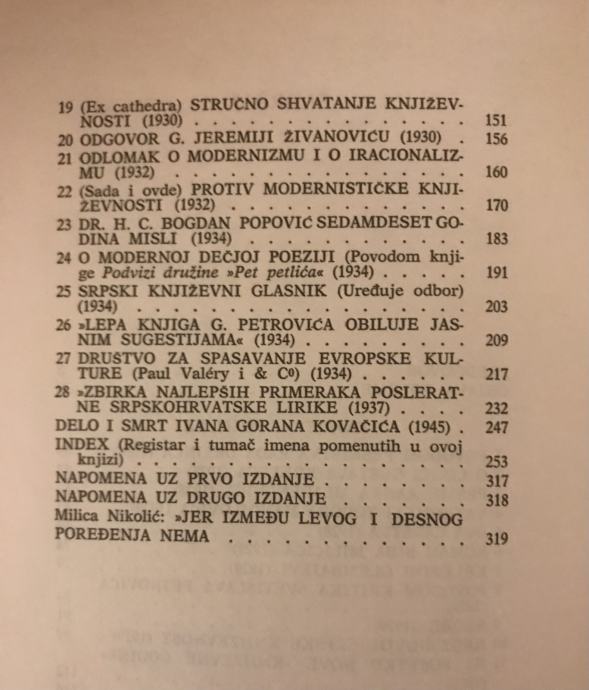 19 (Ex cathedra) STRUČNO SHVATANJE KNJIŽEV-
NOSTI (1930) . . . . . . . . . . . . . . . 151
20 ODGOVOR G. JEREMIJI ŽIVANOVIĆU (1930) . 156
21 ODLOMAK O MODERNIZMU I O IRACIONALIZ-
MU (1932) . . . . . . . . . . . . . . . . 160
22 (Sada i ovde) PROTIV MODERNISTIČKE KNJI-
ŽEVNOSTI (1932) . . . . . . . . . . . . . 170
23 DR. H. C. BOGDAN POPOVIĆ SEDAMDESET GO-
DINA MISLI (1934) . . . . . . . . . . . . 183
24 O MODERNOJ DEČJOJ POEZIJI (Povodom knji-
ge Podvizi družine »Pet petlića« (1934) . . . . . 191
25 SRPSKI KNJIŽEVNI GLASNIK (Uređuje odbor)
(1934) . . . . . . . . . . . . . . . . . . 203
26 »LEPA KNJIGA G. PETROVIĆA OBILUJE JAS-
NIM SUGESTIJAMA« (1934) . . . . . . . . . 209
27 DRUŠTVO ZA SPASAVANJE EVROPSKE KUL-
TURE (Paul Valéry i & Cº) (1934) . . . . . . 217
28 »ZBIRKA NAJLEPŠIH PRIMERAKA POSLERAT-
NE SRPSKOHRVATSKE LIRIKE (1937) . . . . 232
DELO I SMRT IVANA GORANA KOVAČIĆA (1945) . 247
INDEX (Registar i tumač imena pomenutih u ovoj
knjizi) . . . . . . . . . . . . . . . . . . 253
NAPOMENA UZ PRVO IZDANJE . . . . . . . . 317
NAPOMENA UZ DRUGO IZDANJE . . . . . . . 318
Milica Nikolić: »JER IZMEĐU LEVOG I DESNOG
POREĐENJA NEMA . . . . . . . . . . . . . 319